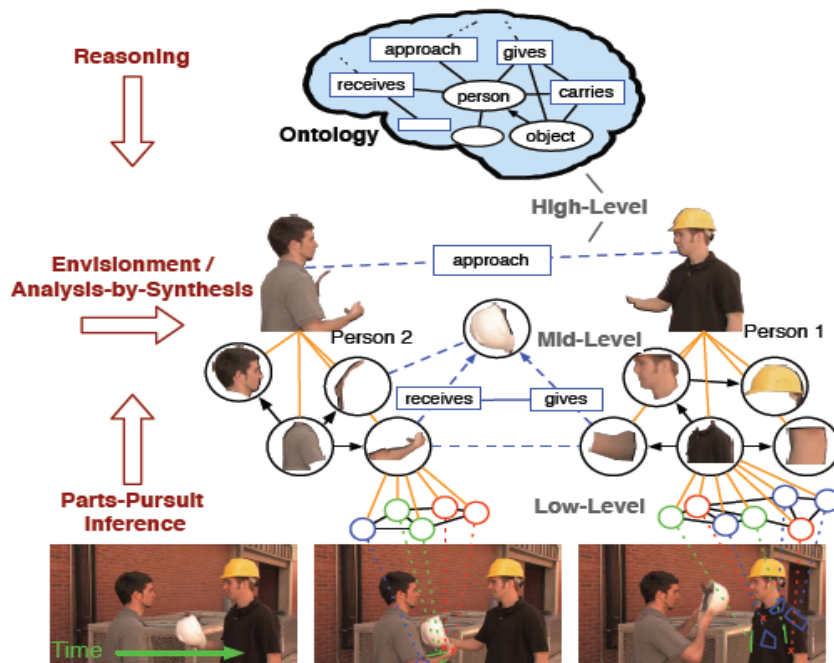 Reasoning
approach
gives
receives
person
carries
Ontology
object
High-Level
Envisionment /
Analysis-by-Synthesis
approach
Person 2
Mid-Level
Person 1
receives
gives
Parts-Pursuit
Inference
Low-Level
Time